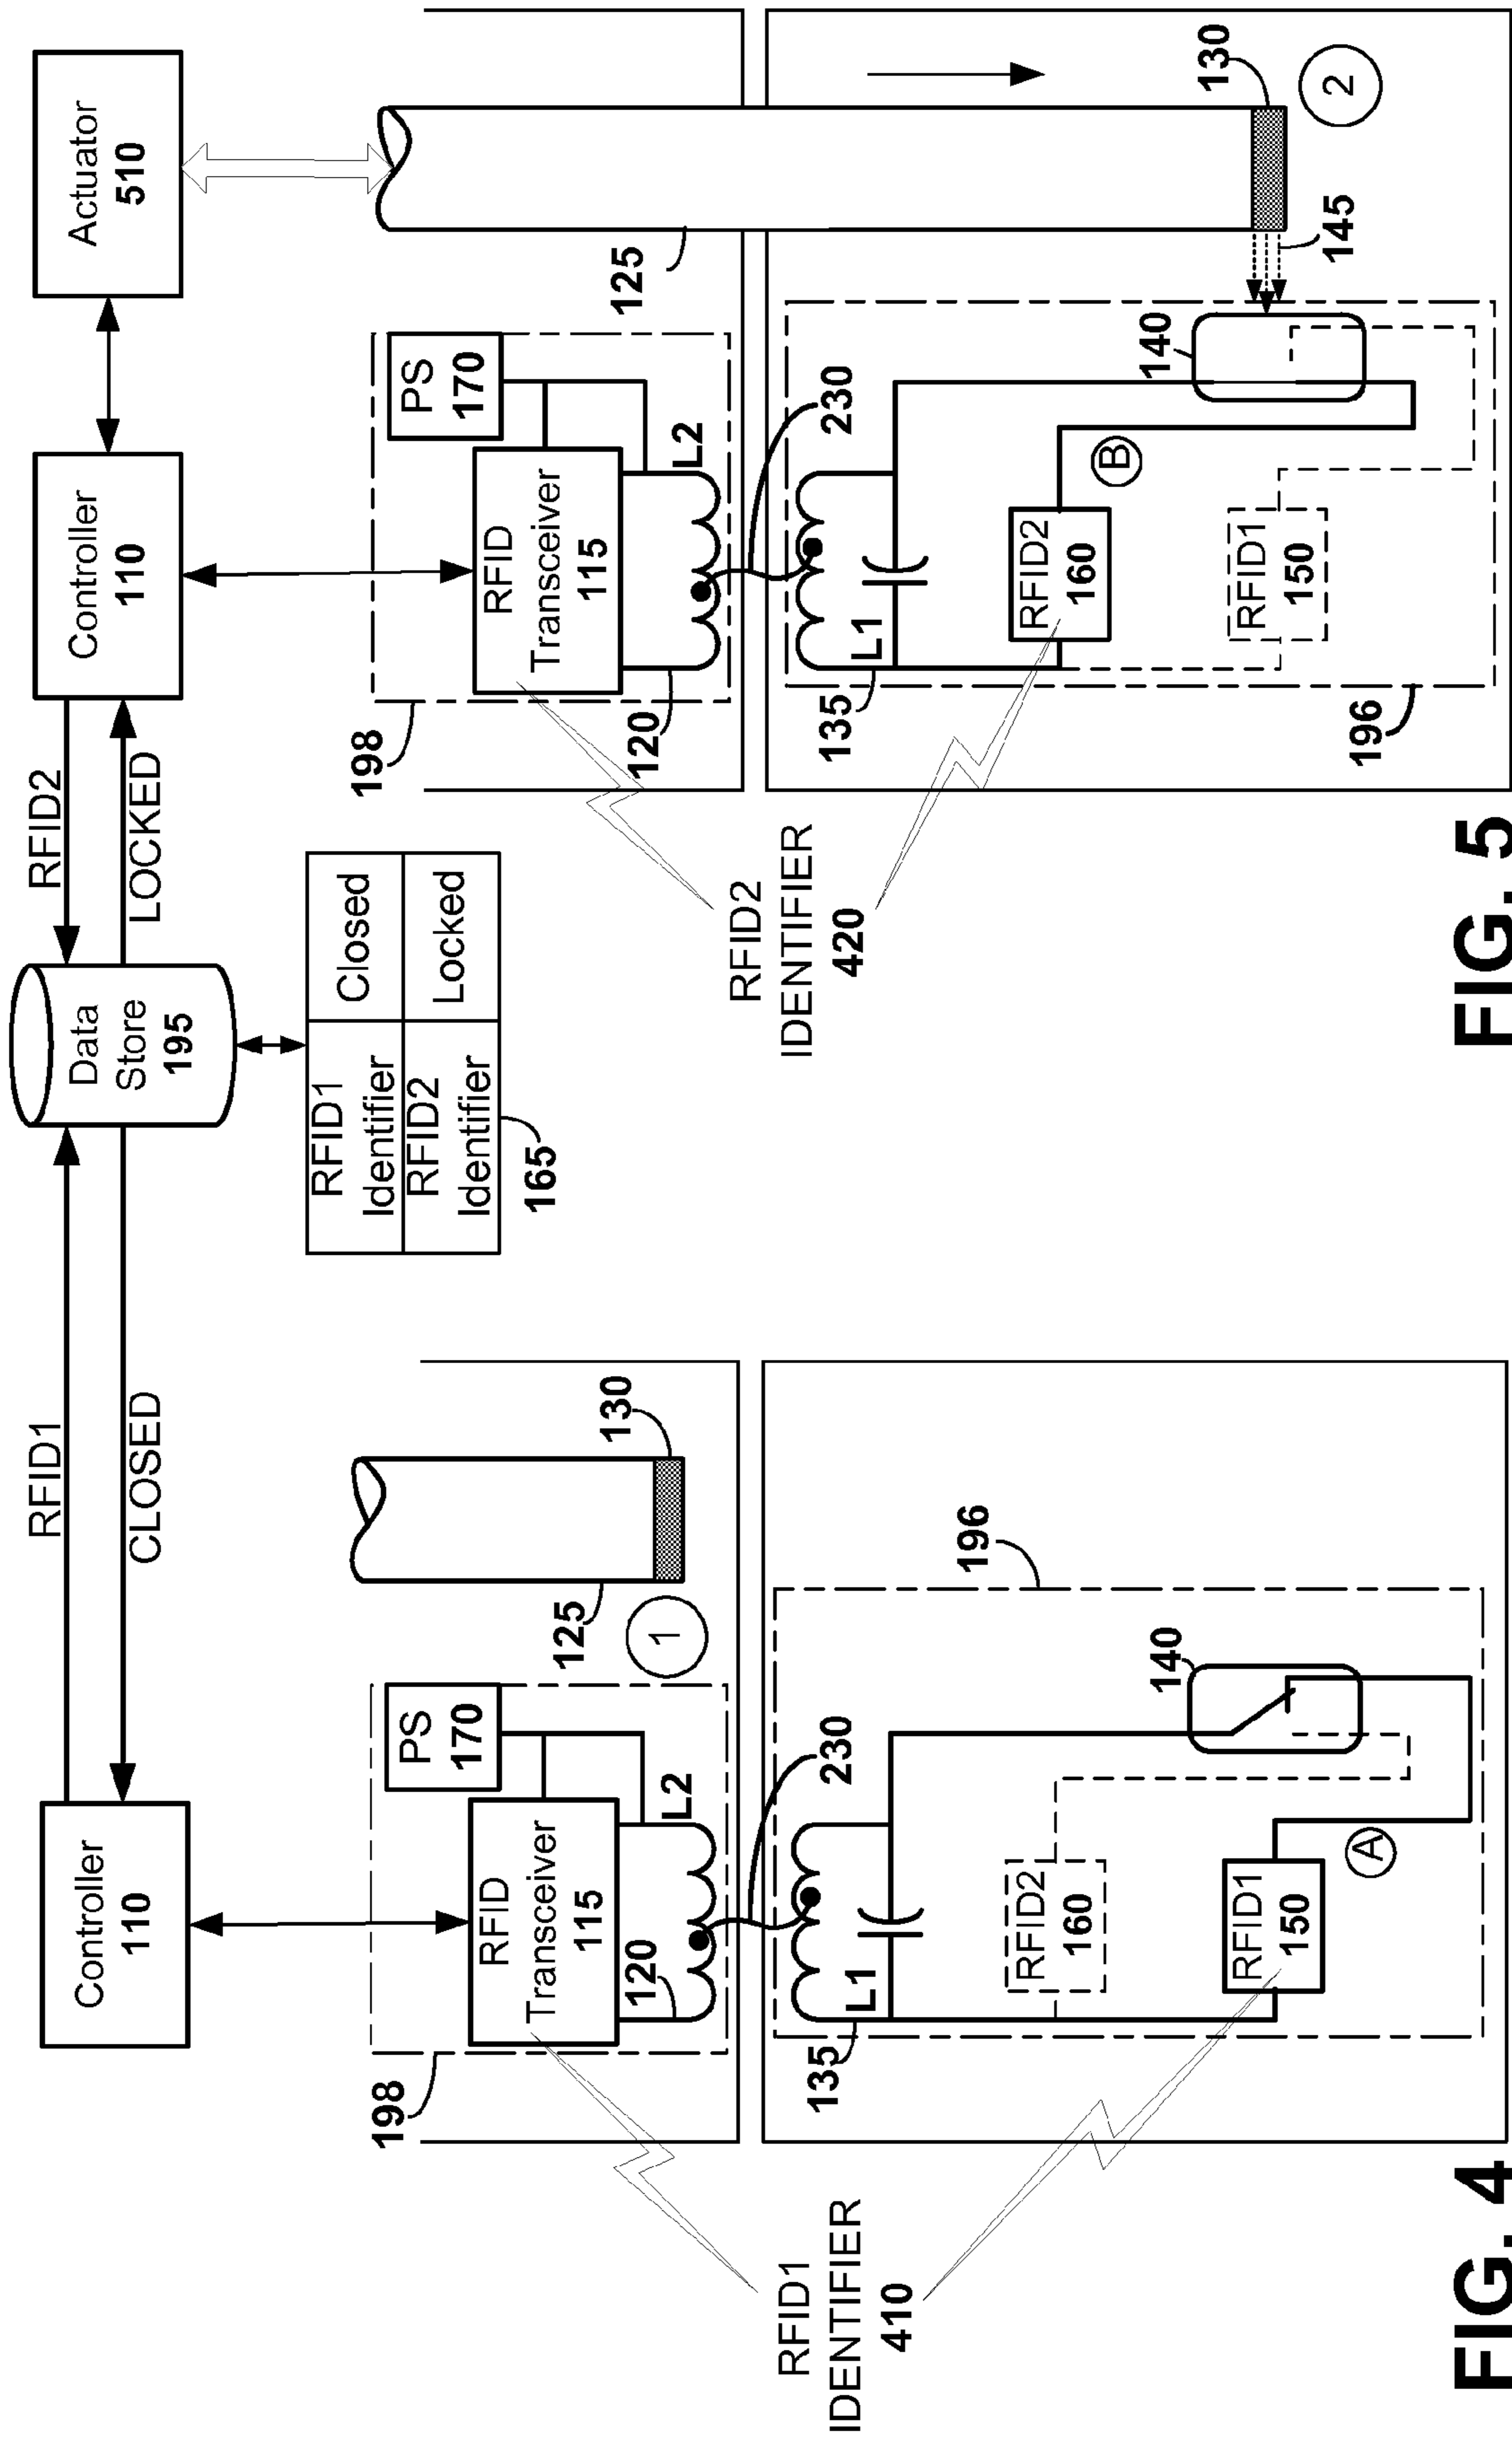 RFID1
CLOSED
Controller
110
198
RFID
Transceiver
115
PS
170
120
L2
125
130
1
230
135
L1
RFID2
160
RFID1
150
A
140
196
RFID1
IDENTIFIER
410
FIG. 4
Data
Store
195
RFID1
Identifier
Closed
RFID2
Identifier
Locked
165
RFID2
LOCKED
Controller
110
Actuator
510
198
RFID
Transceiver
115
PS
170
120
L2
125
230
135
L1
RFID2
160
B
RFID1
150
140
145
130
2
196
RFID2
IDENTIFIER
420
FIG. 5